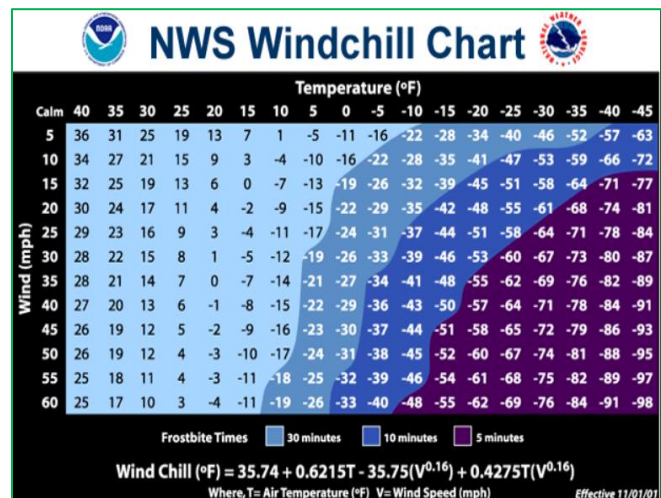 NOAA
NWS Windchill Chart
Temperature (ºF)
Calm 40 35 30 25 20 15 10 5 0 -5 -10 -15 -20 -25 -30 -35 -40 -45
Wind (mph)
5 36 31 25 19 13 7 1 -5 -11 -16 -22 -28 -34 -40 -46 -52 -57 -63
10 34 27 21 15 9 3 -4 -10 -16 -22 -28 -35 -41 -47 -53 -59 -66 -72
15 32 25 19 13 6 0 -7 -13 -19 -26 -32 -39 -45 -51 -58 -64 -71 -77
20 30 24 17 11 4 -2 -9 -15 -22 -29 -35 -42 -48 -55 -61 -68 -74 -81
25 29 23 16 9 3 -4 -11 -17 -24 -31 -37 -44 -51 -58 -64 -71 -78 -84
30 28 22 15 8 1 -5 -12 -19 -26 -33 -39 -46 -53 -60 -67 -73 -80 -87
35 28 21 14 7 0 -7 -14 -21 -27 -34 -41 -48 -55 -62 -69 -76 -82 -89
40 27 20 13 6 -1 -8 -15 -22 -29 -36 -43 -50 -57 -64 -71 -78 -84 -91
45 26 19 12 5 -2 -9 -16 -23 -30 -37 -44 -51 -58 -65 -72 -79 -86 -93
50 26 19 12 4 -3 -10 -17 -24 -31 -38 -45 -52 -60 -67 -74 -81 -88 -95
55 25 18 11 4 -3 -11 -18 -25 -32 -39 -46 -54 -61 -68 -75 -82 -89 -97
60 25 17 10 3 -4 -11 -19 -26 -33 -40 -48 -55 -62 -69 -76 -84 -91 -98
Frostbite Times 30 minutes 10 minutes 5 minutes
Wind Chill (ºF) = 35.74 + 0.6215T - 35.75(V0.16) + 0.4275T(V0.16)
Where, T= Air Temperature (ºF) V= Wind Speed (mph)
Effective 11/01/01